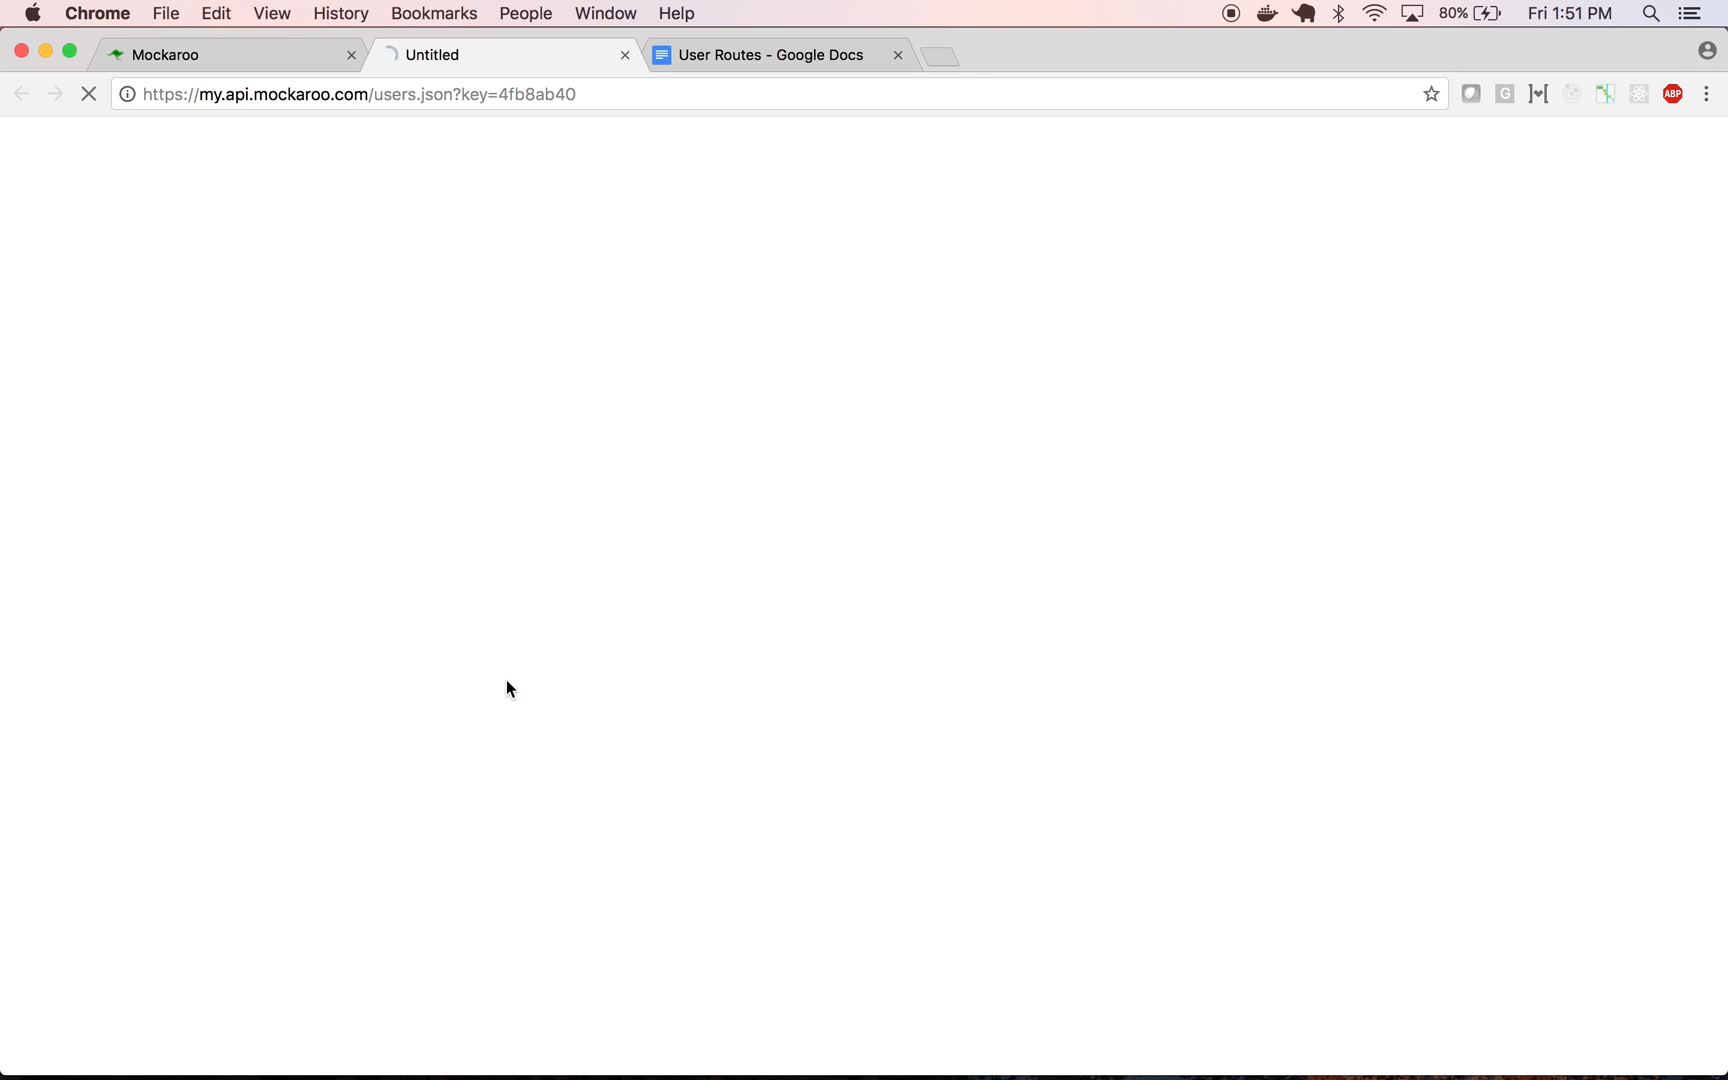 Chrome File Edit View History Bookmarks People Window Help 80% Fri 1:51 PM
Mockaroo Untitled User Routes - Google Docs
https://my.api.mockaroo.com/users.json?key=4fb8ab40 G ABP